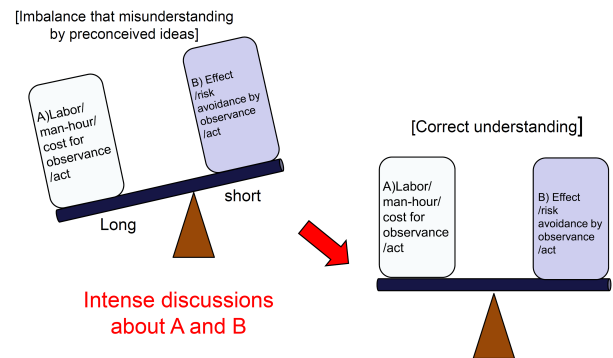 [Imbalance that misunderstanding
by preconceived ideas]
A)Labor/
man-hour/
cost for
observance
/act
B) Effect
/risk
avoidance by
observance
/act
Long
short
Intense discussions
about A and B
[Correct understanding]
A)Labor/
man-hour/
cost for
observance
/act
B) Effect
/risk
avoidance by
observance
/act